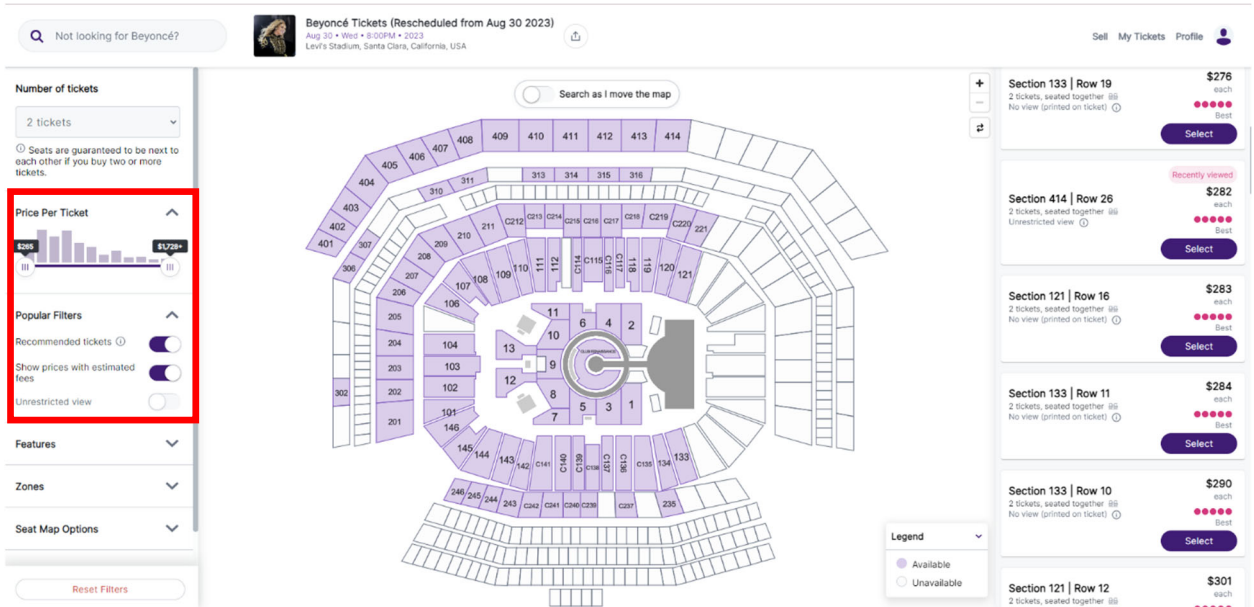 Not looking for Beyoncé?
Beyoncé Tickets (Rescheduled from Aug 30 2023)
Aug 30 • Wed • 8:00PM • 2023
Levi's Stadium, Santa Clara, California, USA
Sell My Tickets Profile
Number of tickets
2 tickets
Seats are guaranteed to be next to
each other if you buy two or more
tickets.
Price Per Ticket
$265 $1,728+
Popular Filters
Recommended tickets
Show prices with estimated
fees
Unrestricted view
Features
Zones
Seat Map Options
Reset Filters
Search as I move the map
408 409 410 411 412 413 414
407
406
405
404
403
402
401
310 311 313 314 315 316
307
306
302
C212 C213 C214 C215 C216 C217 C218 C219 C220 221
211
210
209
208
207
206
205
204
203
202
201
106 107 108 109 110 111 112 C114 C115 C116 C117 118 119 120 121
104
103
102
101
146
145 144 143 142 C141 C140 C139 C138 C137 C136 C135 134 133
246 245 244 243 C242 C241 C240 C239 C237 235
11 6 4 2
10
13
9
12
8
7 5 3 1
CLUB RENAISSANCE
Legend
Available
Unavailable
Section 133 | Row 19 $276
2 tickets, seated together each
No view (printed on ticket)
Best
Select
Recently viewed
$282
Section 414 | Row 26 each
2 tickets, seated together
Unrestricted view
Best
Select
Section 121 | Row 16 $283
2 tickets, seated together each
No view (printed on ticket)
Best
Select
Section 133 | Row 11 $284
2 tickets, seated together each
No view (printed on ticket)
Best
Select
Section 133 | Row 10 $290
2 tickets, seated together each
No view (printed on ticket)
Best
Select
Section 121 | Row 12 $301
2 tickets, seated together each